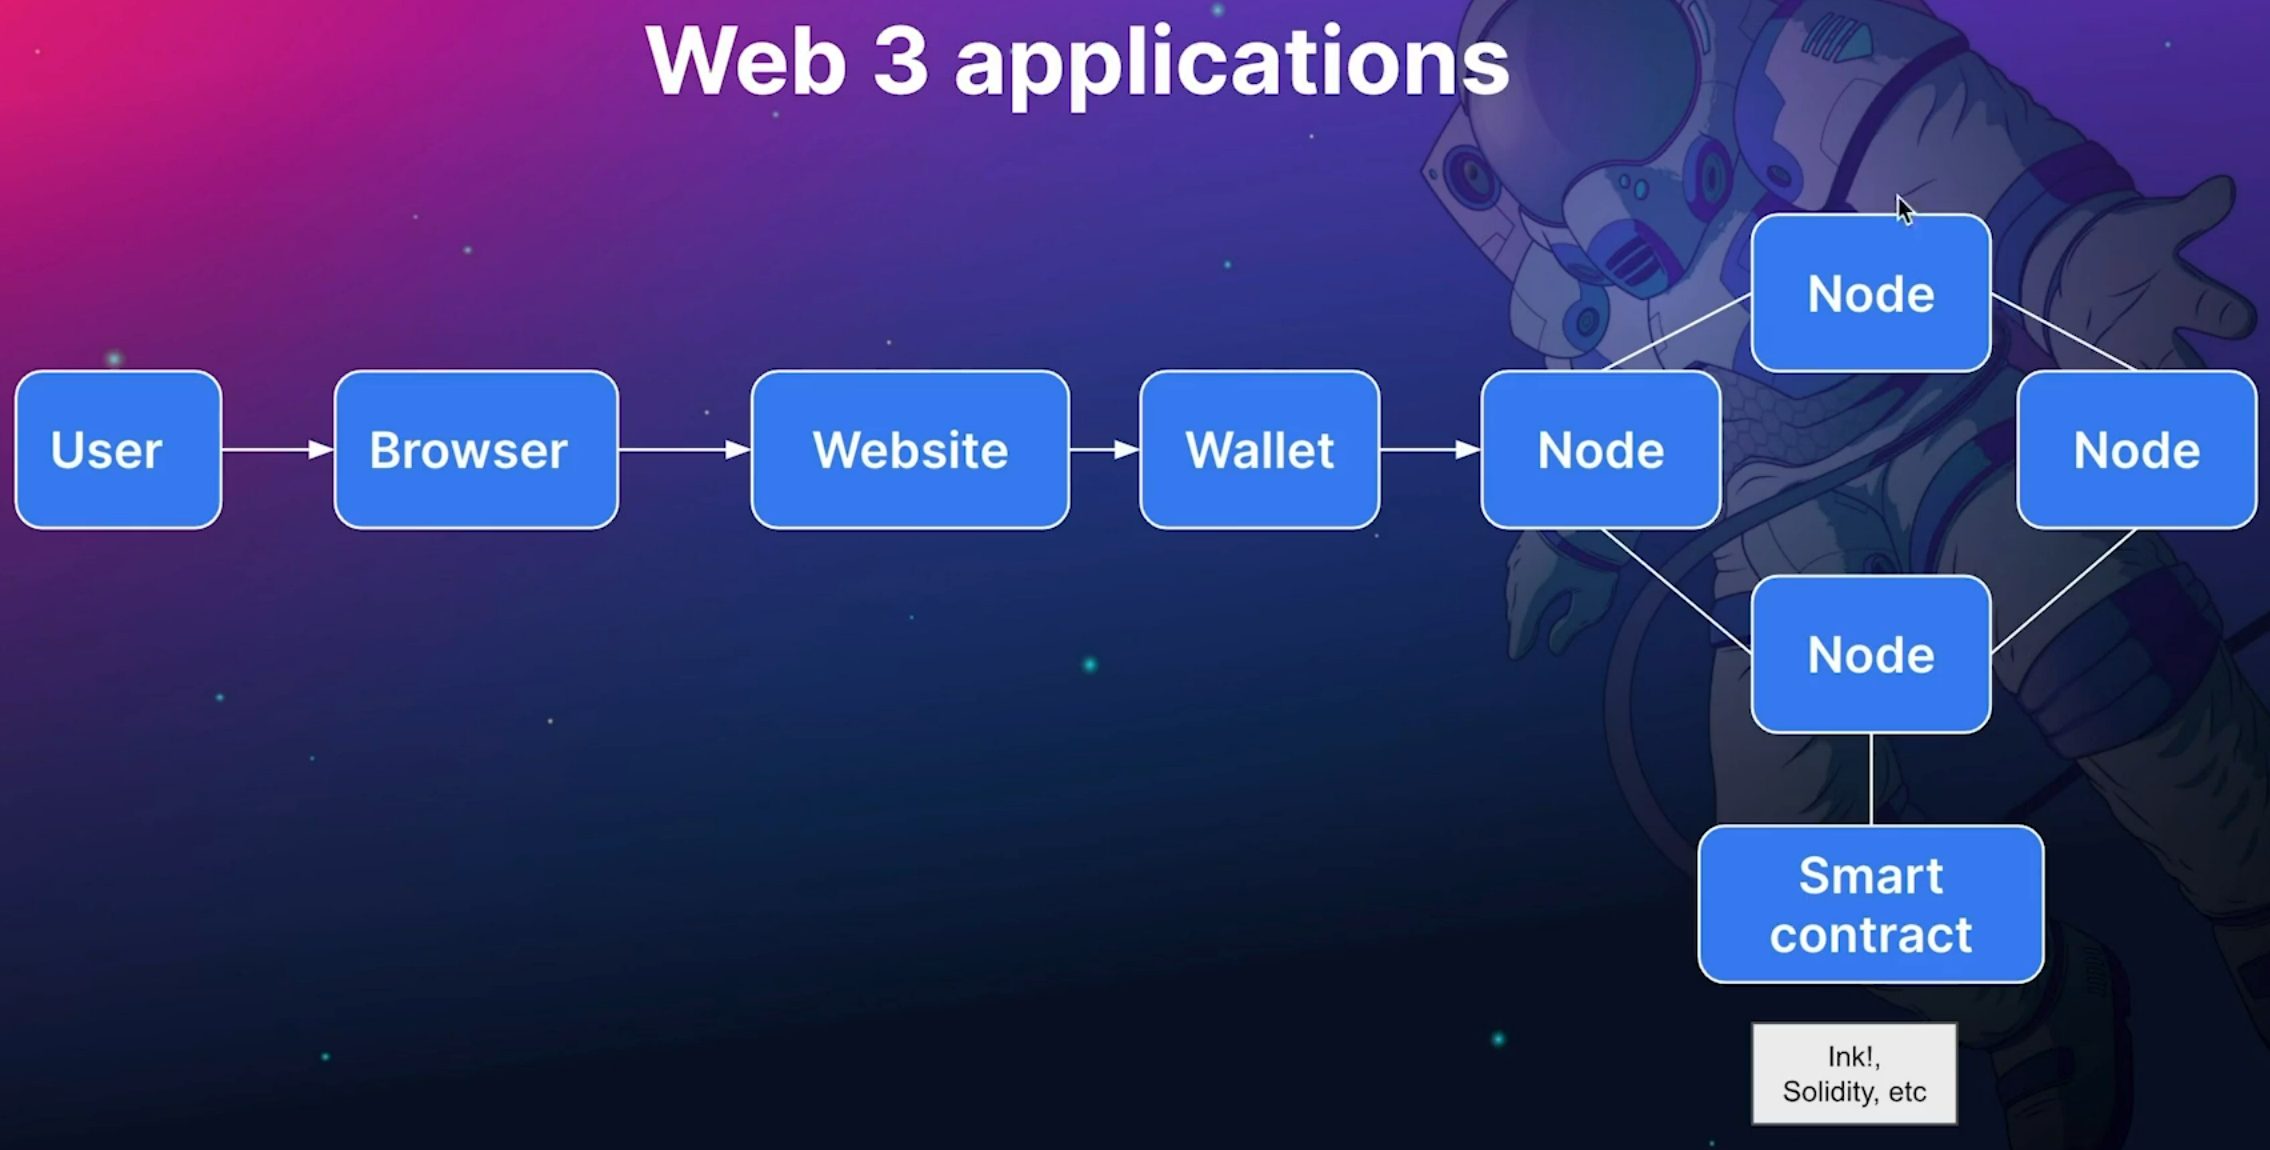 Web 3 applications
Node
User
Browser
Website
Wallet
Node
Node
Node
Smart
contract
Ink!,
Solidity, etc